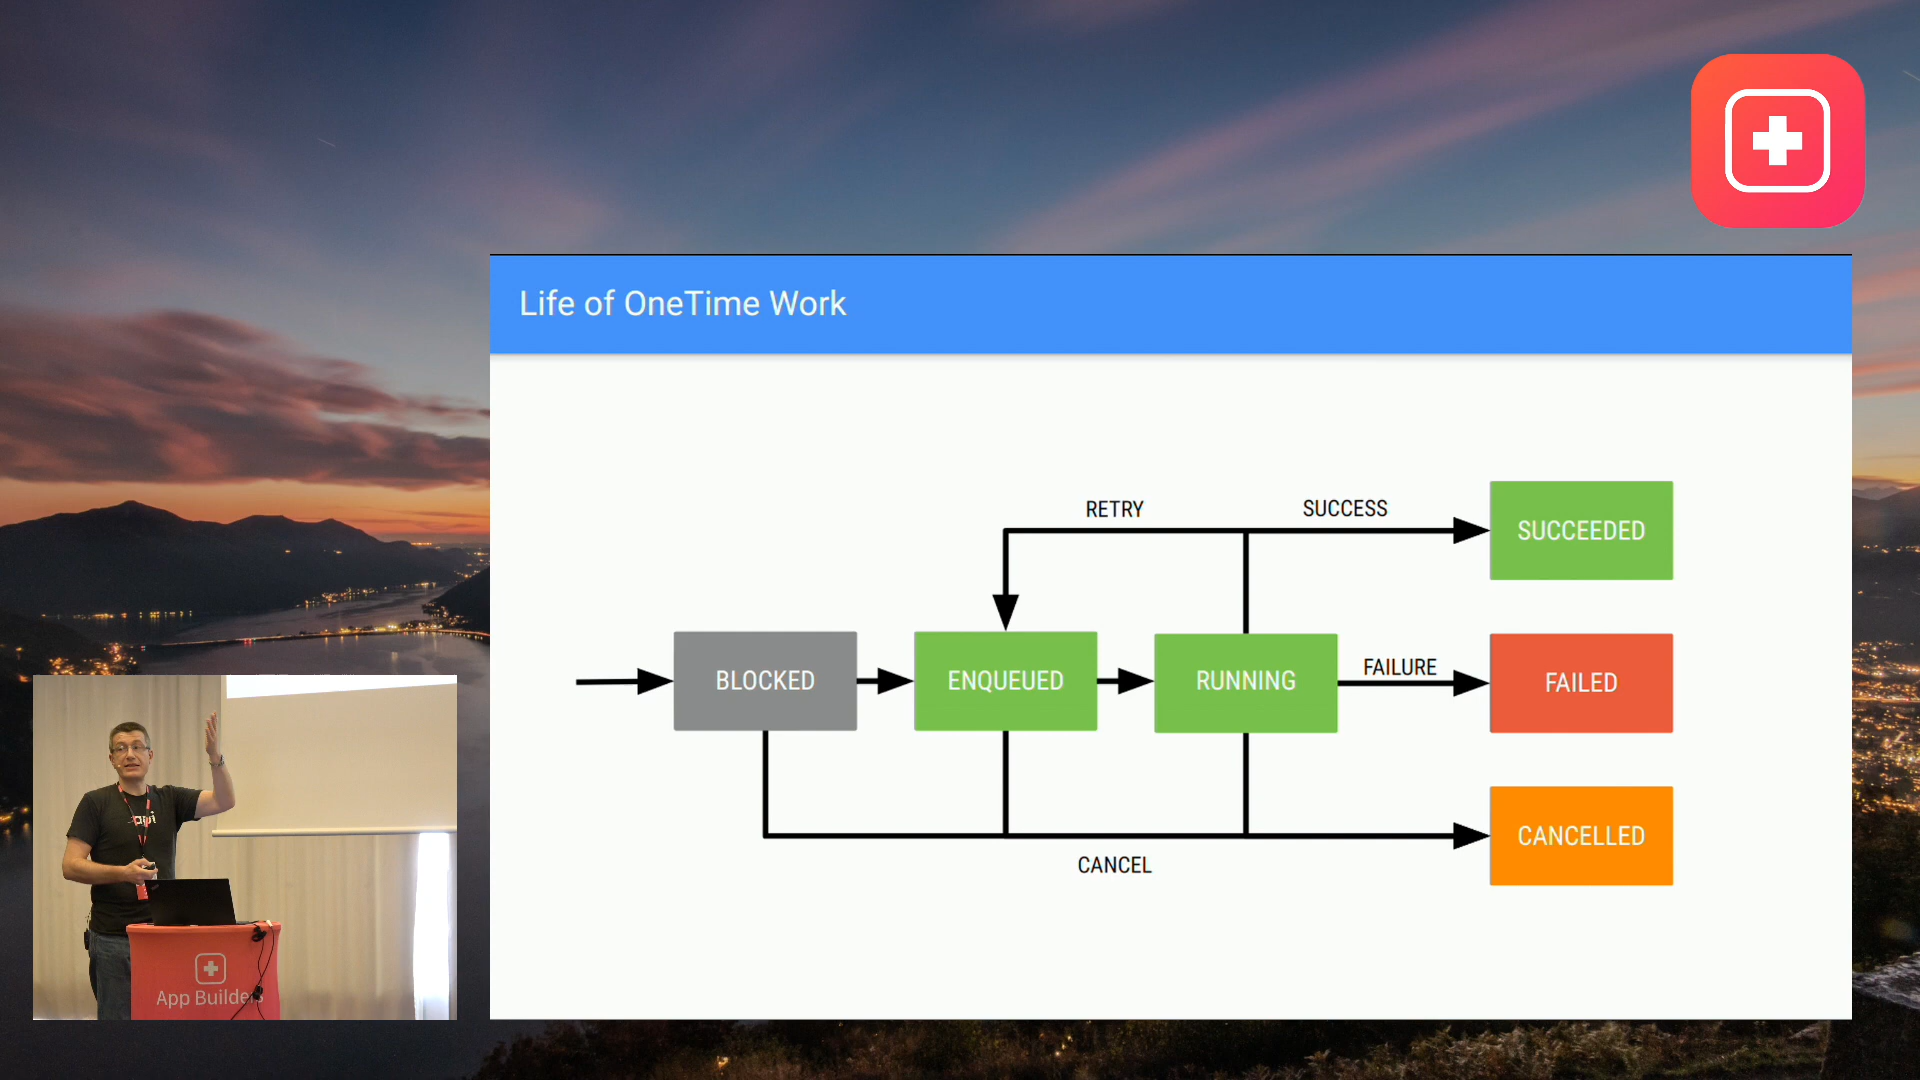 Life of OneTime Work
RETRY
SUCCESS
SUCCEEDED
BLOCKED
ENQUEUED
RUNNING
FAILURE
FAILED
CANCEL
CANCELLED
App Builders